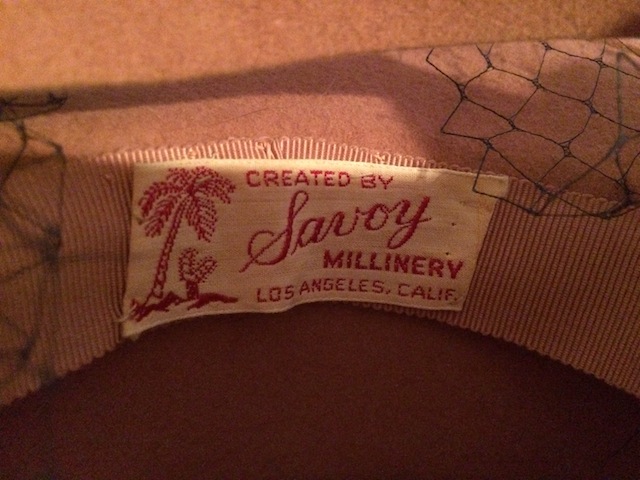 CREATED BY
Savoy
MILLINERY
LOS ANGELES, CALIF.